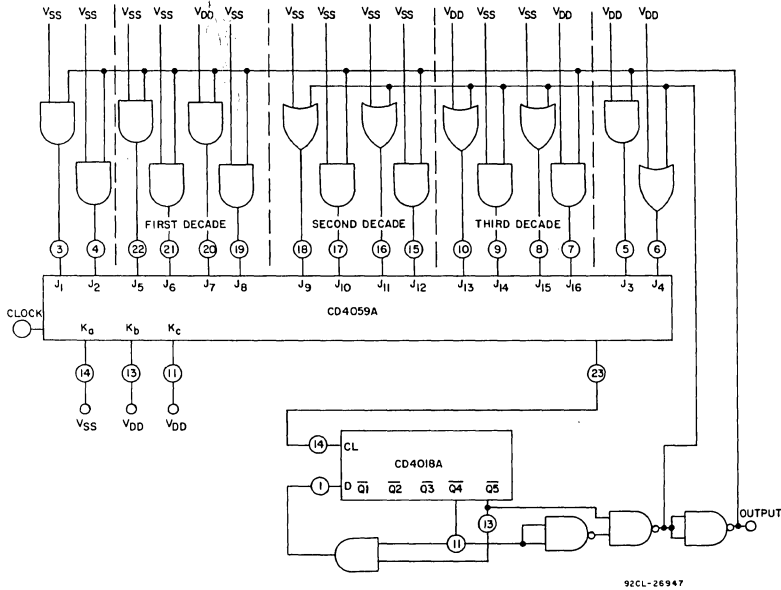 VSS VSS VSS VSS VDD VSS VSS VSS VSS VSS VDD VSS VSS VDD VDD VDD
FIRST DECADE SECOND DECADE THIRD DECADE
3 4 22 21 20 19 18 17 16 15 10 9 8 7 5 6
J1 J2 J5 J6 J7 J8 J9 J10 J11 J12 J13 J14 J15 J16 J3 J4
CLOCK
CD4059A
Ka Kb Kc
14 13 11 23
VSS VDD VDD
14 CL
CD4018A
1 D Q1 Q2 Q3 Q4 Q5
13
OUTPUT
11
92CL-26947